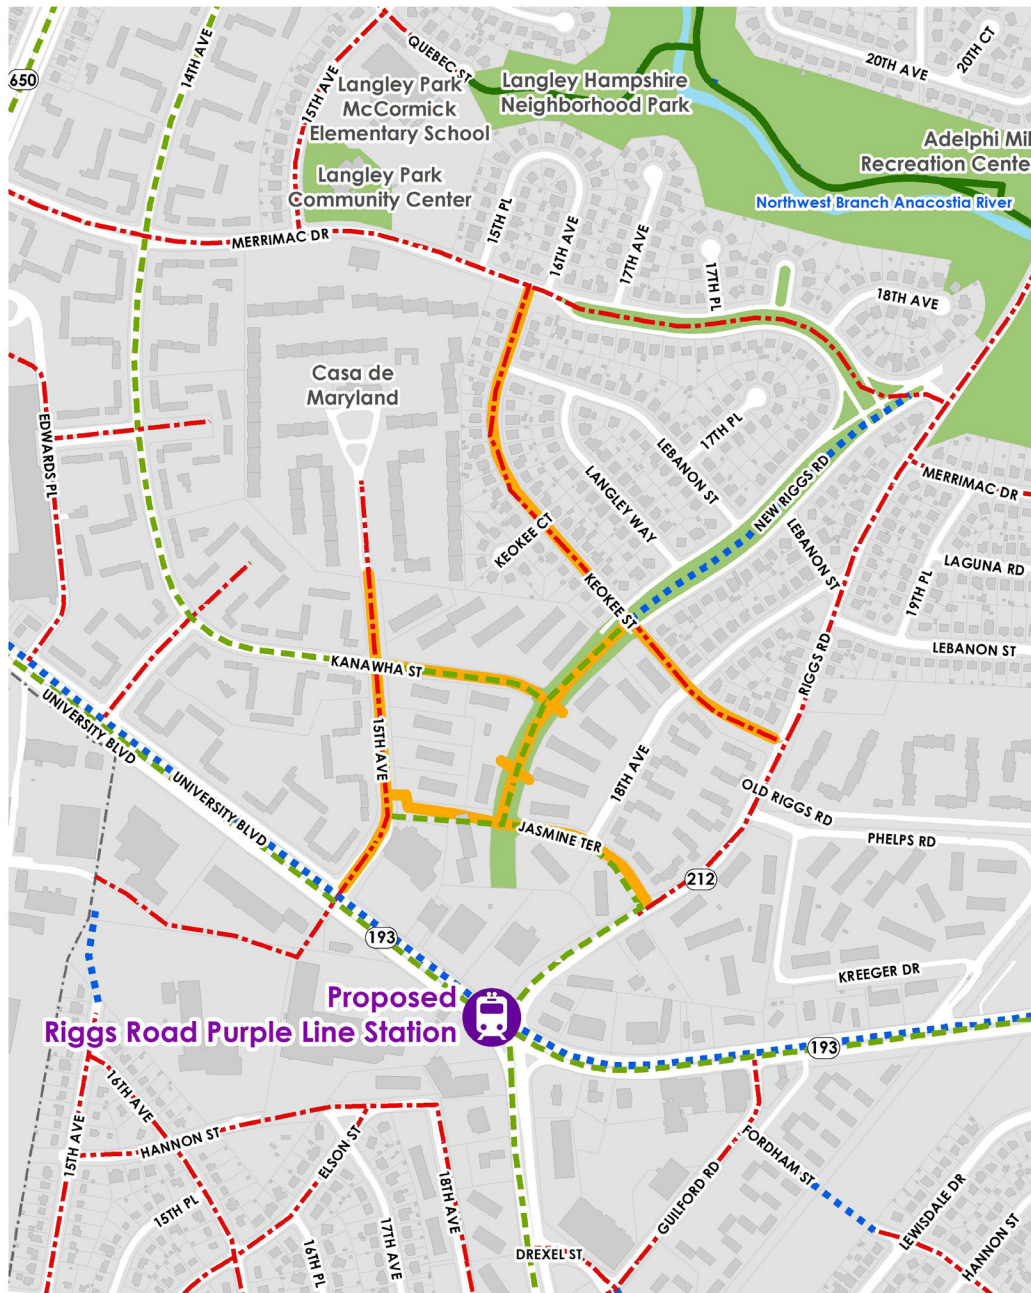 650
14TH AVE
15TH AVE
QUEBEC ST
Langley Park
McCormick
Elementary School
Langley Hampshire
Neighborhood Park
20TH AVE
20TH CT
Adelphi Mil
Recreation Cente
Langley Park
Community Center
Northwest Branch Anacostia River
MERRIMAC DR
15TH PL
16TH AVE
17TH AVE
17TH PL
18TH AVE
Casa de
Maryland
EDWARDS PL
17TH PL
LEBANON ST
LANGLEY WAY
NEW RIGGS RD
MERRIMAC DR
KEOKEE CT
LEBANON ST
LAGUNA RD
19TH PL
KEOKEE ST
LEBANON ST
RIGGS RD
KANAWHA ST
UNIVERSITY BLVD
15TH AVE
18TH AVE
UNIVERSITY BLVD
OLD RIGGS RD
JASMINE TER
PHELPS RD
212
193
KREEGER DR
Proposed
Riggs Road Purple Line Station
193
16TH AVE
15TH AVE
HANNON ST
ELSON ST
18TH AVE
FORDHAM ST
GUILFORD RD
LEWISDALE DR
15TH PL
16TH PL
17TH AVE
DREXEL ST
HANNON ST